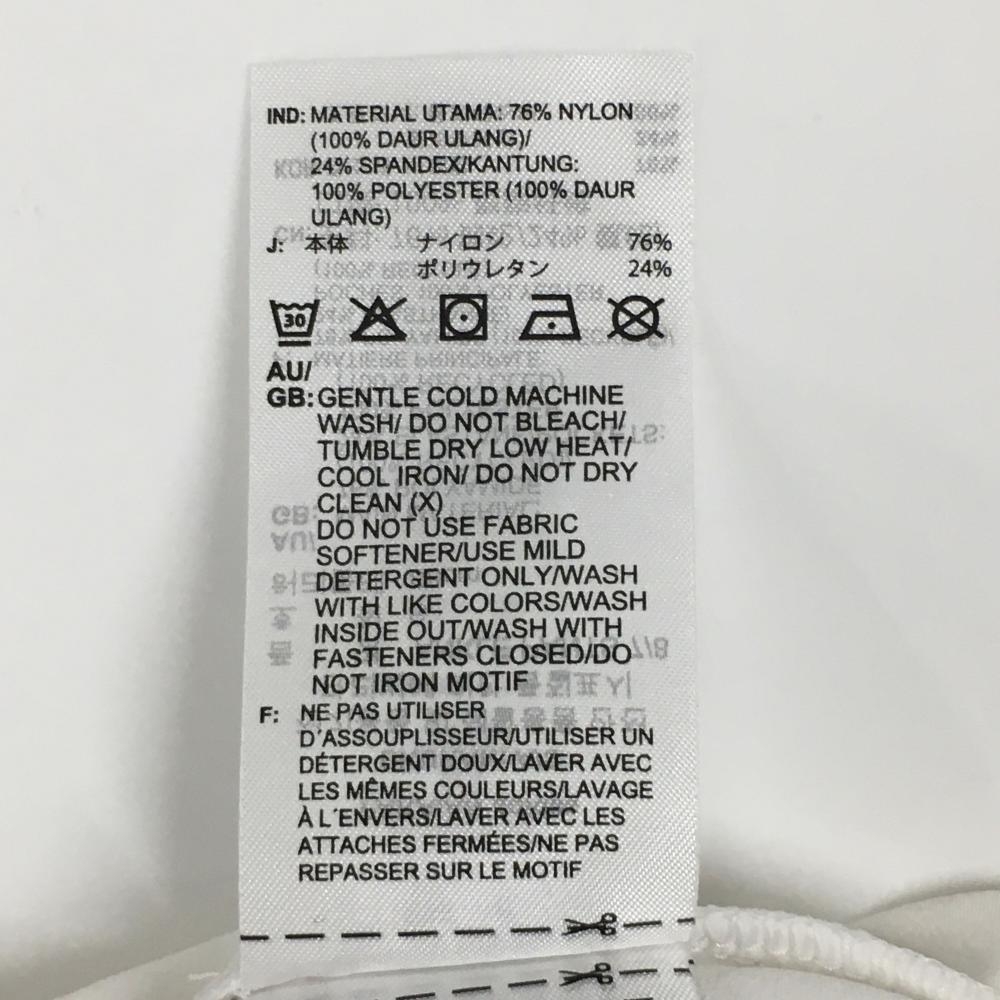 IND: MATERIAL UTAMA: 76% NYLON
(100% DAUR ULANG)/
24% SPANDEX/KANTUNG:
100% POLYESTER (100% DAUR
ULANG)
J: 本体 ナイロン 76%
ポリウレタン 24%
30
AU/
GB: GENTLE COLD MACHINE
WASH/ DO NOT BLEACH/
TUMBLE DRY LOW HEAT/
COOL IRON/ DO NOT DRY
CLEAN (X)
DO NOT USE FABRIC
SOFTENER/USE MILD
DETERGENT ONLY/WASH
WITH LIKE COLORS/WASH
INSIDE OUT/WASH WITH
FASTENERS CLOSED/DO
NOT IRON MOTIF
F: NE PAS UTILISER
D´ASSOUPLISSEUR/UTILISER UN
DÉTERGENT DOUX/LAVER AVEC
LES MÊMES COULEURS/LAVAGE
À L´ENVERS/LAVER AVEC LES
ATTACHES FERMÉES/NE PAS
REPASSER SUR LE MOTIF